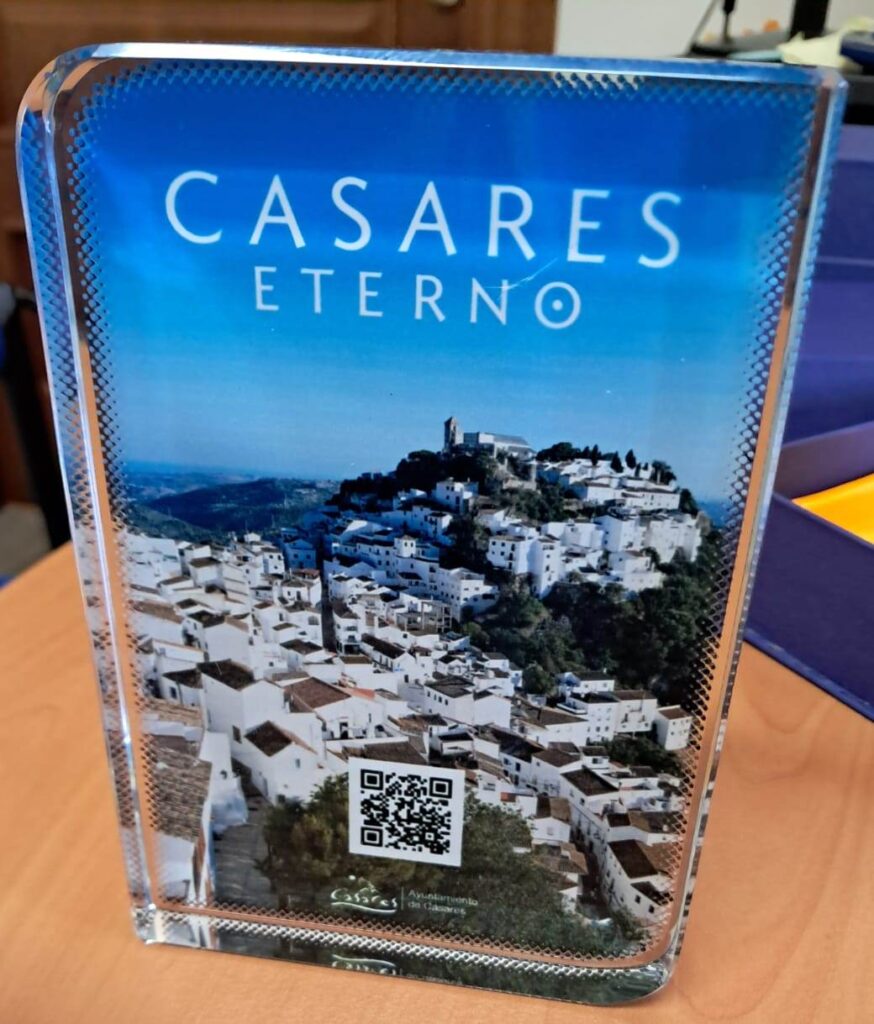 CASARES
ETERNO
Casares
Ayuntamiento
de Casares